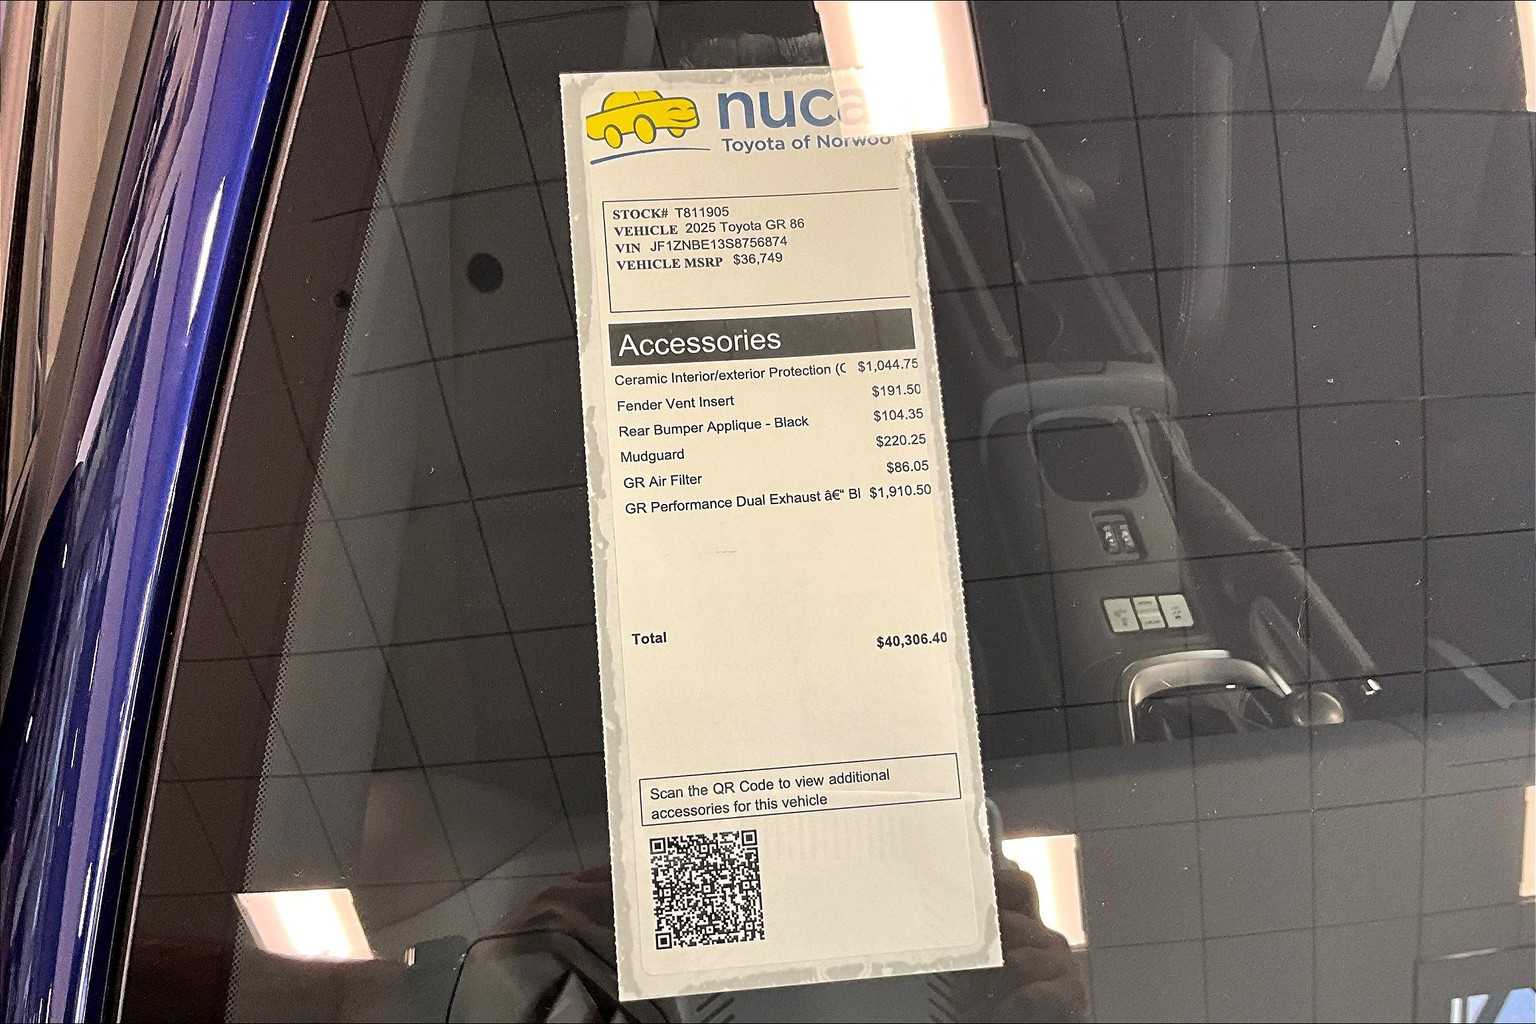 nuca
Toyota of Norwoo
STOCK# T811905
VEHICLE 2025 Toyota GR 86
VIN JF1ZNBE13S8756874
VEHICLE MSRP $36,749
Accessories
Ceramic Interior/exterior Protection (C $1,044.75
Fender Vent Insert $191.50
Rear Bumper Applique - Black $104.35
Mudguard $220.25
GR Air Filter $86.05
GR Performance Dual Exhaust â€“ Bl $1,910.50
Total $40,306.40
Scan the QR Code to view additional
accessories for this vehicle